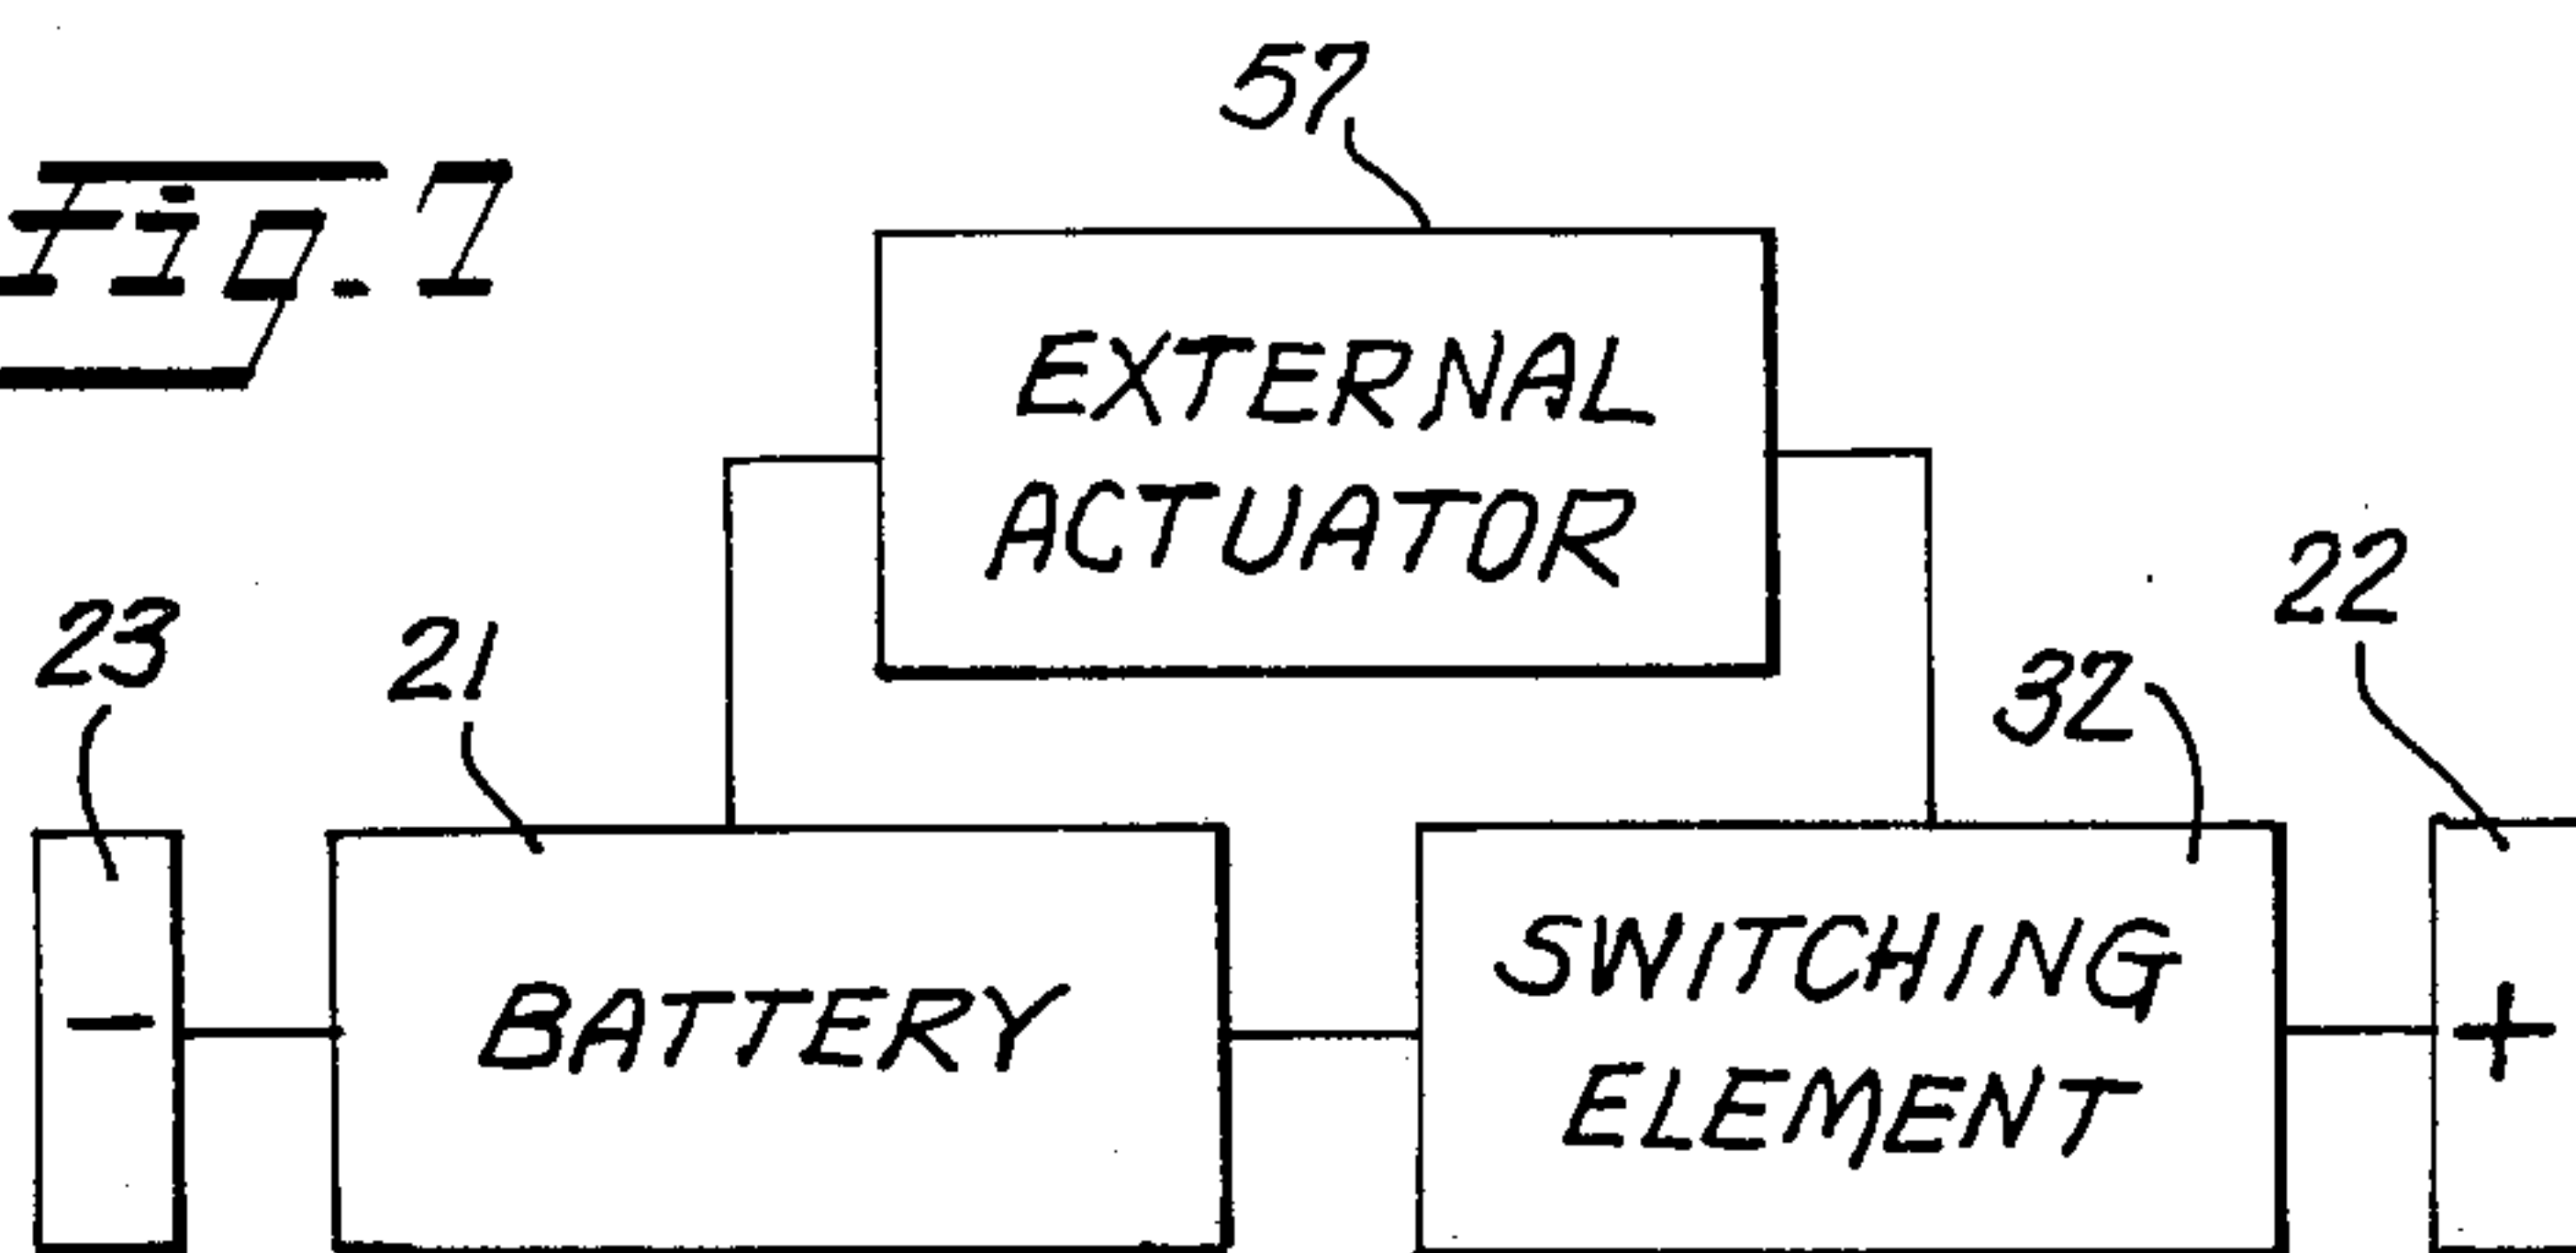 57
Fig. 7
EXTERNAL
ACTUATOR
22
23
21
32
BATTERY
SWITCHING
ELEMENT
-
+